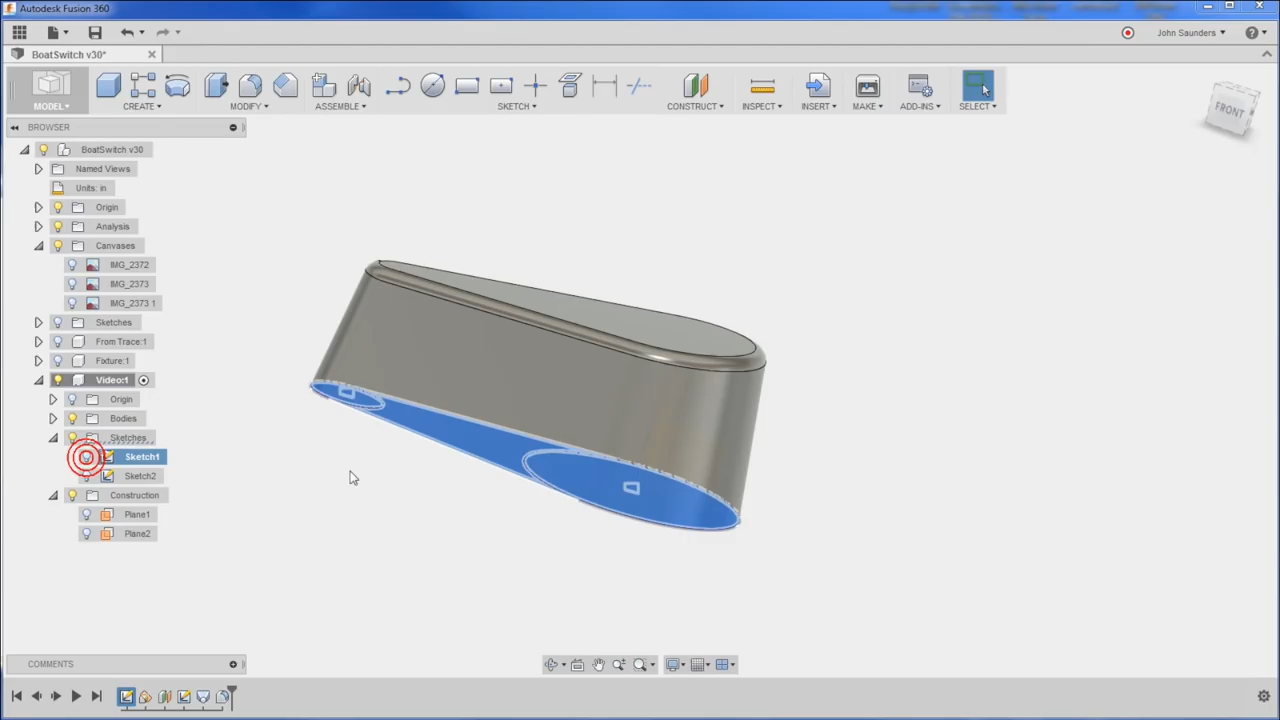 Autodesk Fusion 360
John Saunders
BoatSwitch v30*
MODEL
CREATE
MODIFY
ASSEMBLE
SKETCH
CONSTRUCT
INSPECT
INSERT
MAKE
ADD-INS
SELECT
FRONT
BROWSER
BoatSwitch v30
Named Views
Units: in
Origin
Analysis
Canvases
IMG_2372
IMG_2373
IMG_2373 1
Sketches
From Trace:1
Fixture:1
Video:1
Origin
Bodies
Sketches
Sketch1
Sketch2
Construction
Plane1
Plane2
COMMENTS